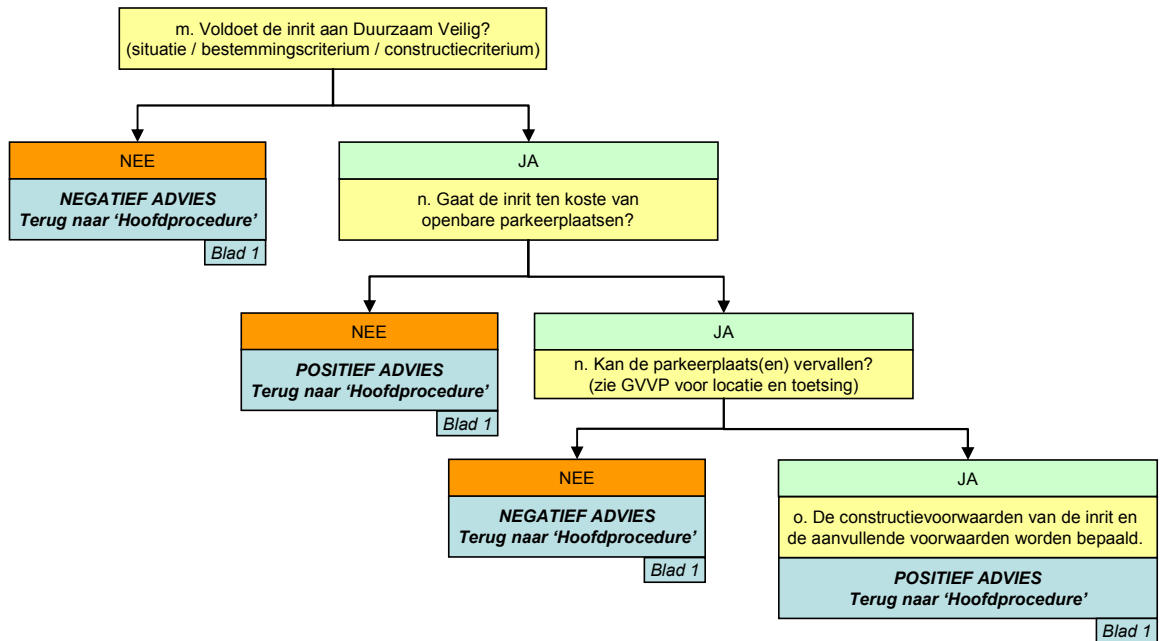 m. Voldoet de inrit aan Duurzaam Veilig?
(situatie / bestemmingscriterium / constructiecriterium)
NEE
NEGATIEF ADVIES
Terug naar ‘Hoofdprocedure’
Blad 1
JA
n. Gaat de inrit ten koste van
openbare parkeerplaatsen?
NEE
POSITIEF ADVIES
Terug naar ‘Hoofdprocedure’
Blad 1
JA
n. Kan de parkeerplaats(en) vervallen?
(zie GVVP voor locatie en toetsing)
NEE
NEGATIEF ADVIES
Terug naar ‘Hoofdprocedure’
Blad 1
JA
o. De constructievoorwaarden van de inrit en
de aanvullende voorwaarden worden bepaald.
POSITIEF ADVIES
Terug naar ‘Hoofdprocedure’
Blad 1